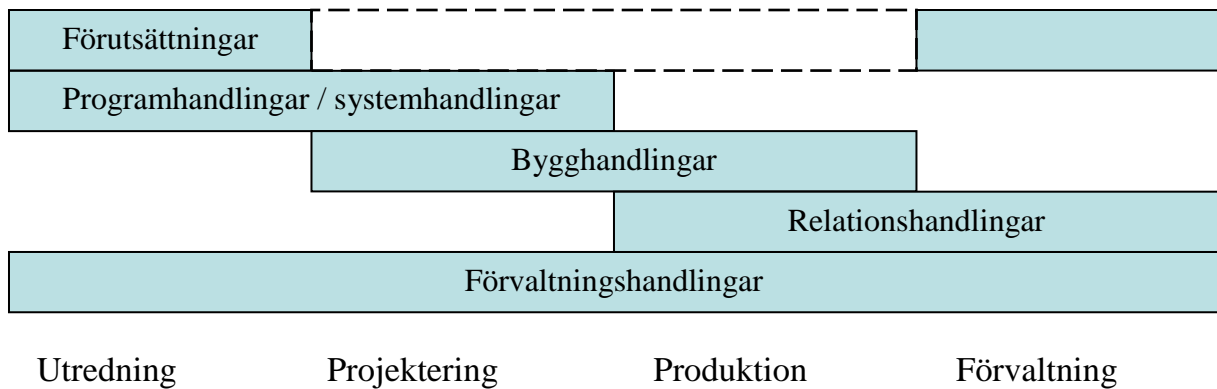 Förutsättningar
Programhandlingar / systemhandlingar
Bygghandlingar
Relationshandlingar
Förvaltningshandlingar
Utredning Projektering Produktion Förvaltning